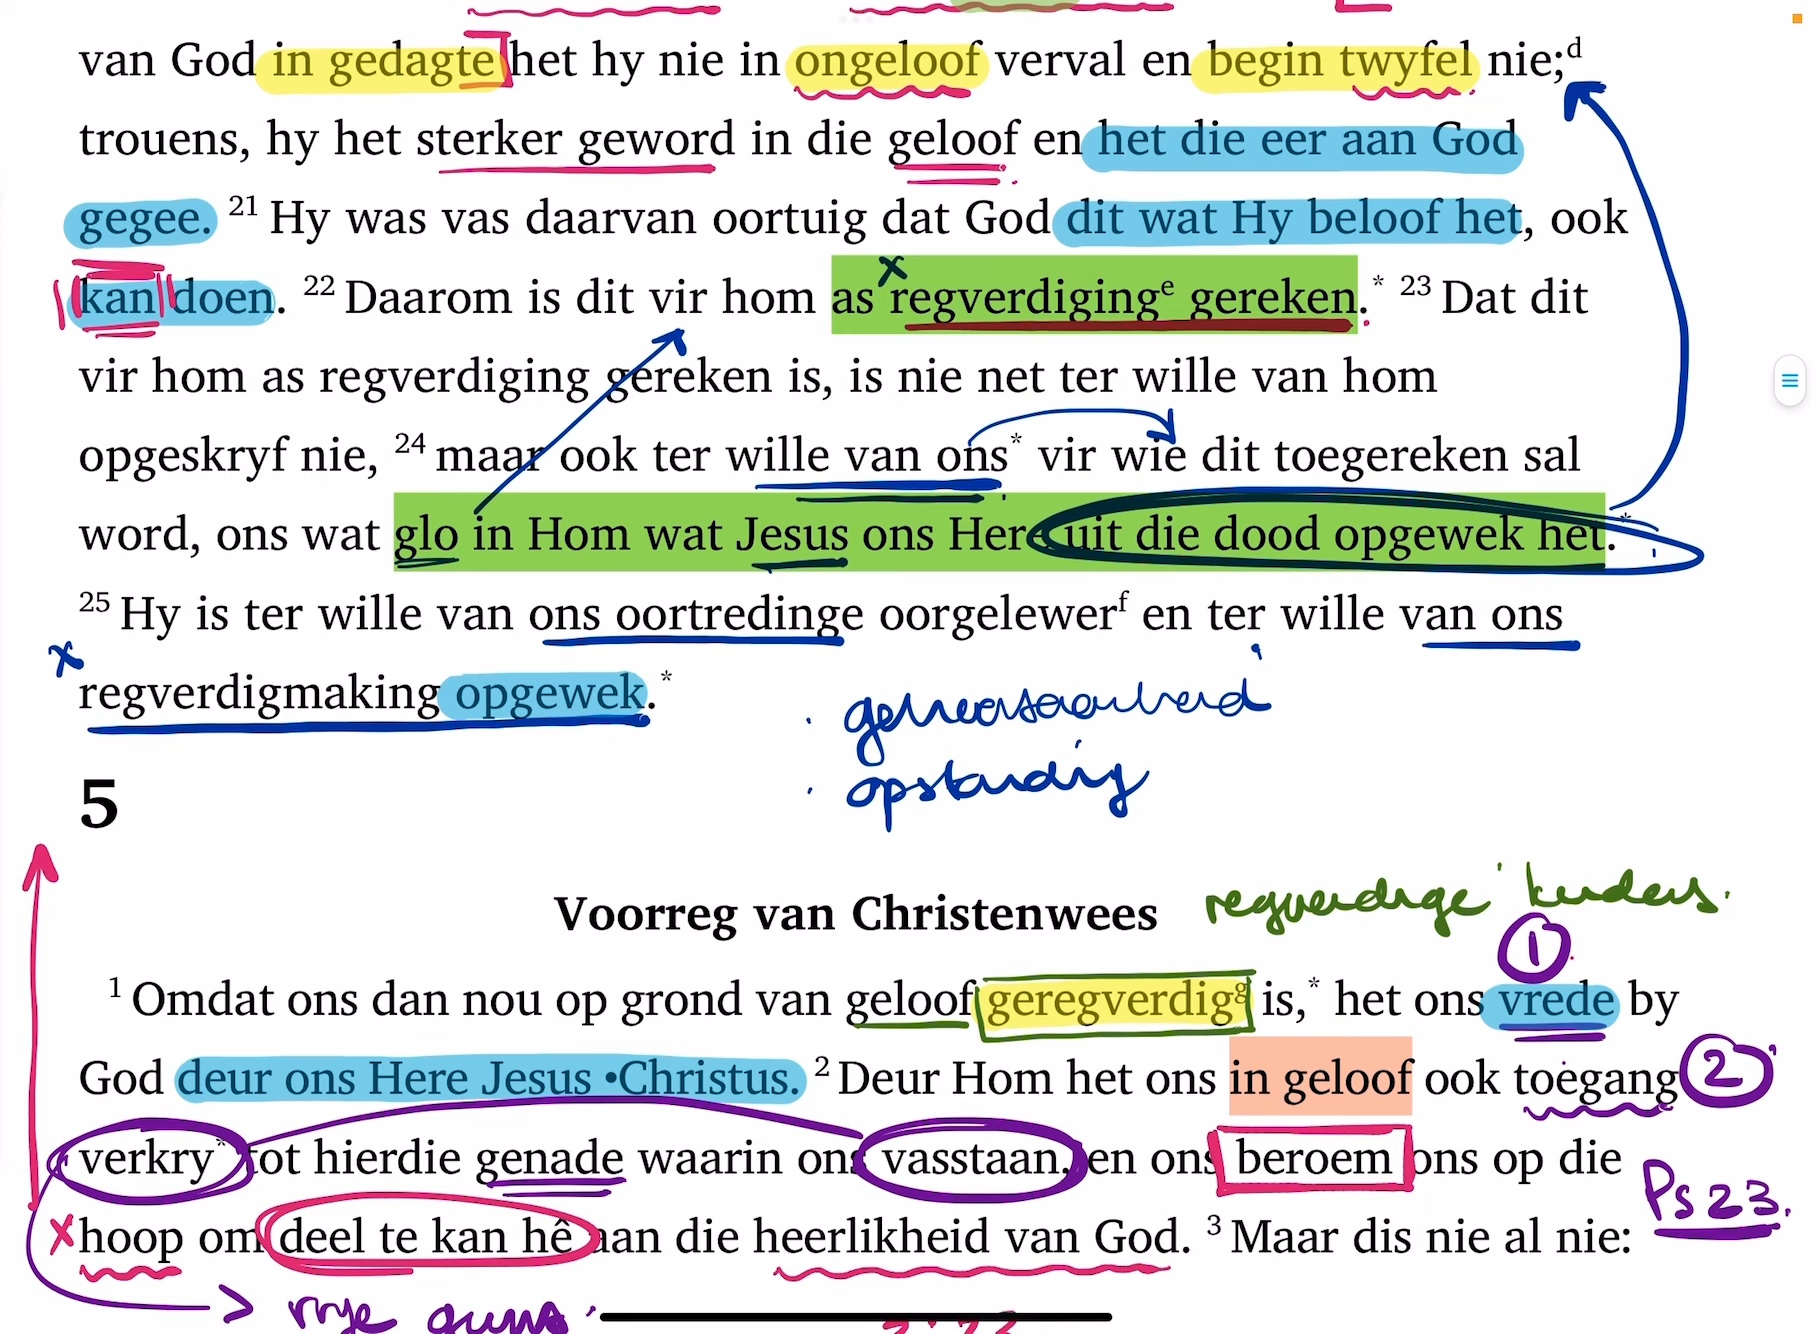 van God in gedagte het hy nie in ongeloof verval en begin twyfel nie;d
trouens, hy het sterker geword in die geloof en het die eer aan God
gegee. 21 Hy was vas daarvan oortuig dat God dit wat Hy beloof het, ook
kan doen. 22 Daarom is dit vir hom as regverdiginge gereken.* 23 Dat dit
vir hom as regverdiging gereken is, is nie net ter wille van hom
opgeskryf nie, 24 maar ook ter wille van ons* vir wie dit toegereken sal
word, ons wat glo in Hom wat Jesus ons Here uit die dood opgewek het.*
25 Hy is ter wille van ons oortredinge oorgelewerf en ter wille van ons
regverdigmaking opgewek.*
gehoorsaamheid
opstanding
5
Voorreg van Christenwees
regverdige kinders.
1
1 Omdat ons dan nou op grond van geloof geregverdigg is,* het ons vrede by
God deur ons Here Jesus •Christus. 2 Deur Hom het ons in geloof ook toegang 2
verkry* tot hierdie genade waarin ons vasstaan, en ons beroem ons op die
Ps 23.
hoop om deel te kan hê aan die heerlikheid van God. 3 Maar dis nie al nie:
vrye guns